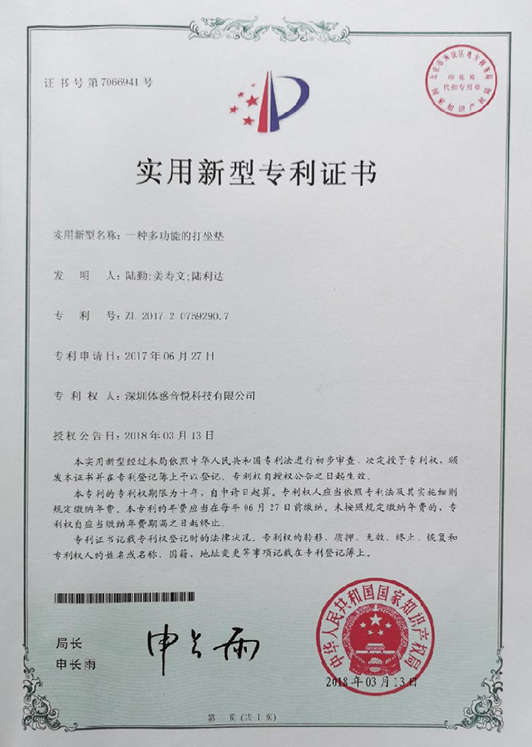 证书号第7066941号
实用新型专利证书
实用新型名称：一种多功能的打坐垫
发明人：陆勤;姜寿文;陆利达
专利号：ZL 2017 2 0759290.7
专利申请日：2017年06月27日
专利权人：深圳体感音悦科技有限公司
授权公告日：2018年03月13日
本实用新型经过本局依照中华人民共和国专利法进行初步审查，决定授予专利权，颁
发本证书并在专利登记簿上予以登记。专利权自授权公告之日起生效。
本专利的专利权期限为十年，自申请日起算。专利权人应当依照专利法及其实施细则
规定缴纳年费。本专利的年费应当在每年06月27日前缴纳。未按照规定缴纳年费的，专
利权自应当缴纳年费期满之日起终止。
专利证书记载专利权登记时的法律状况。专利权的转移、质押、无效、终止、恢复和
专利权人的姓名或名称、国籍、地址变更等事项记载在专利登记簿上。
局长
申长雨
申长雨
中华人民共和国国家知识产权局
2018年03月13日
第一页(共1页)